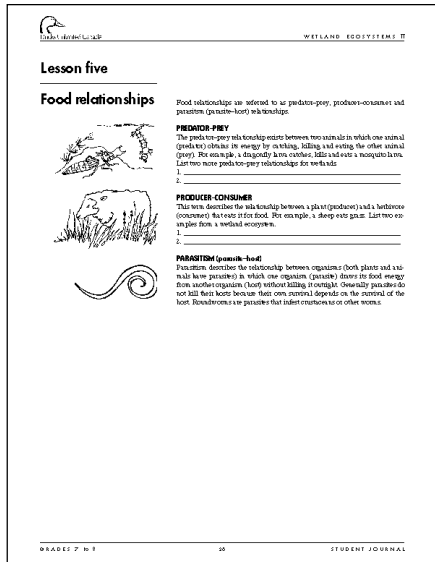 Ducks Unlimited Canada
WETLAND ECOSYSTEMS II
Lesson five
Food relationships
Food relationships are referred to as predator–prey, producer-consumer and
parasitism (parasite–host) relationships.
PREDATOR-PREY
The predator-prey relationship exists between two animals in which one animal
(predator) obtains its energy by catching, killing and eating the other animal
(prey). For example, a dragonfly larva catches, kills and eats a mosquito larva.
List two more predator-prey relationships for wetlands.
1.
2.
PRODUCER-CONSUMER
This term describes the relationship between a plant (producer) and a herbivore
(consumer) that eats it for food. For example, a sheep eats grass. List two ex-
amples from a wetland ecosystem.
1.
2.
PARASITISM (parasite–host)
Parasitism describes the relationship between organisms (both plants and ani-
mals have parasites) in which one organism (parasite) draws its food energy
from another organism (host) without killing it outright. Generally parasites do
not kill their hosts because their own survival depends on the survival of the
host. Roundworms are parasites that infest crustaceans or other worms.
GRADES 7 to 9
28
STUDENT JOURNAL